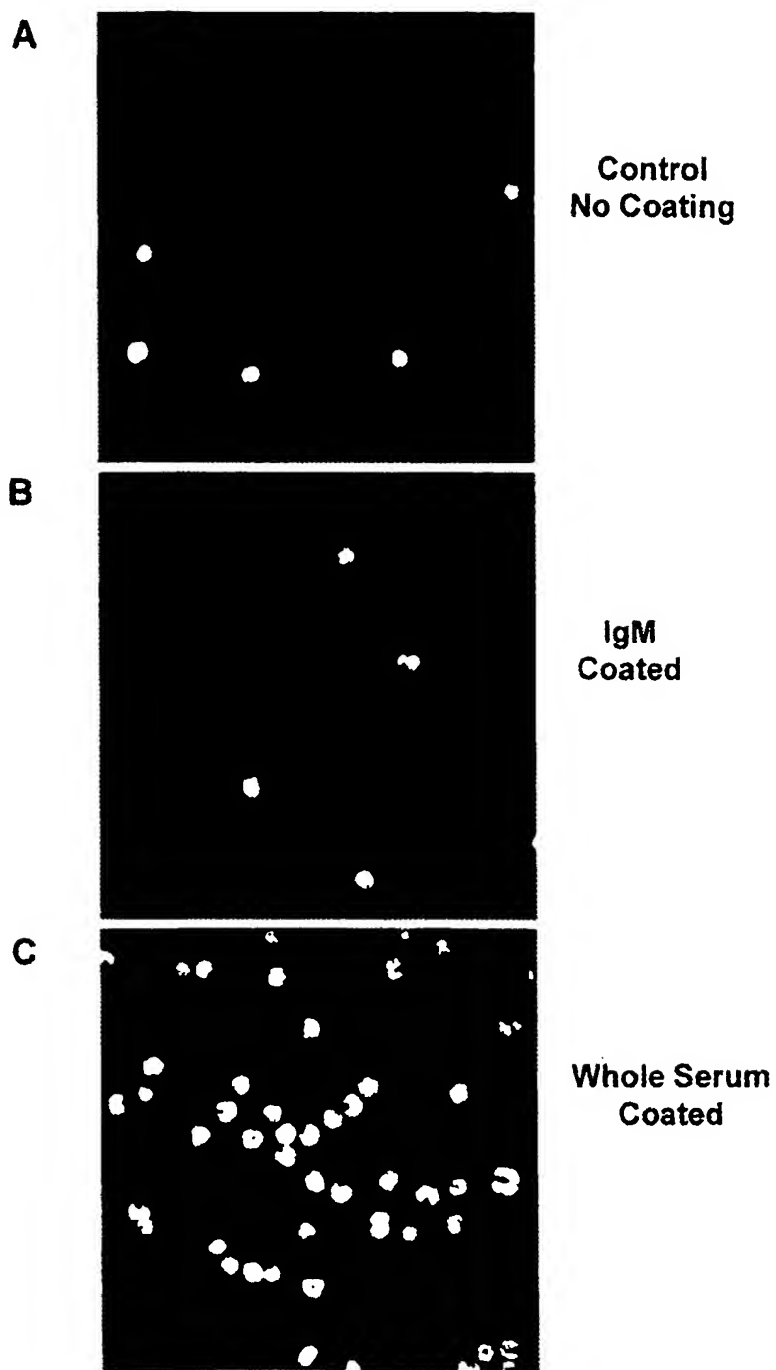 A
Control
No Coating
B
IgM
Coated
C
Whole Serum
Coated